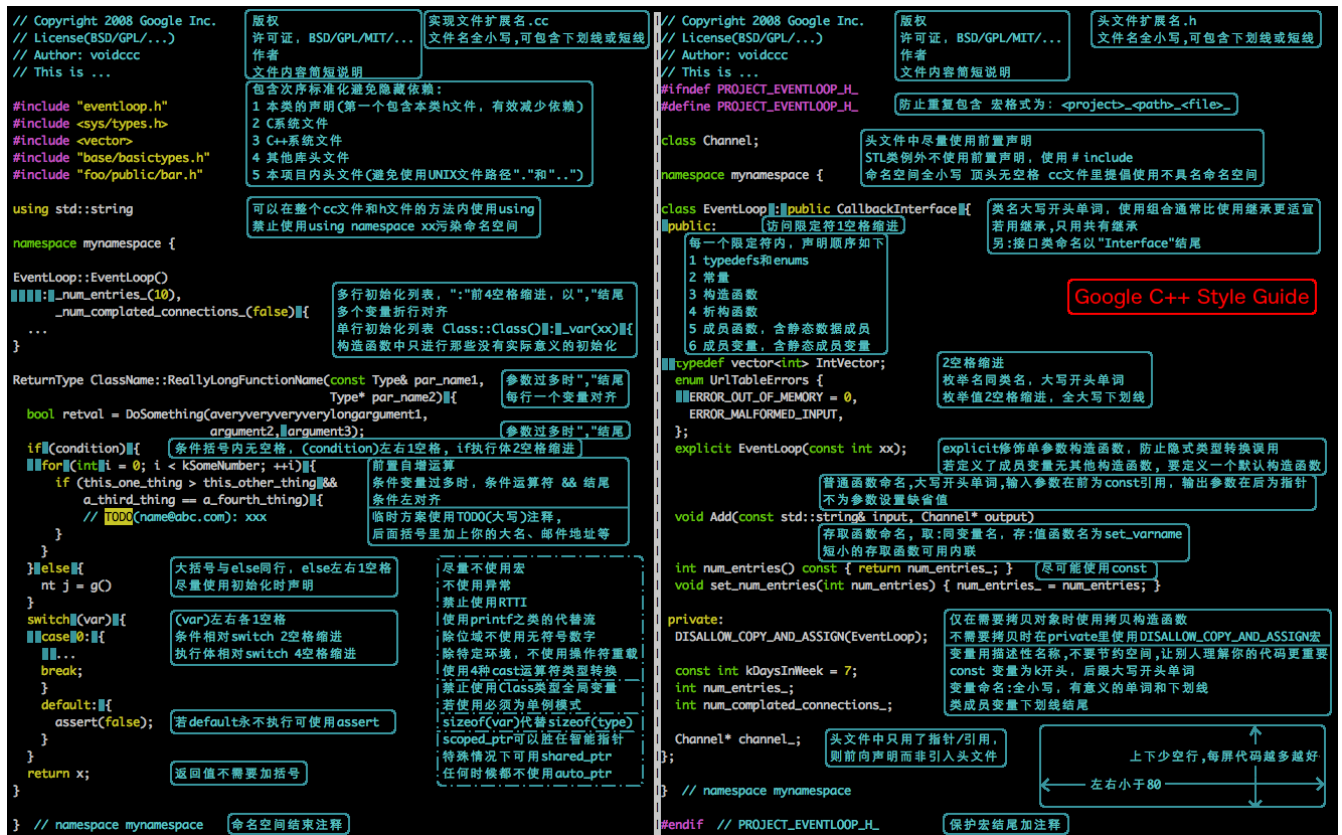 // Copyright 2008 Google Inc.
// License(BSD/GPL/...)
// Author: voidccc
// This is ...
版权
许可证，BSD/GPL/MIT/...
作者
文件内容简短说明
实现文件扩展名.cc
文件名全小写,可包含下划线或短线
#include "eventloop.h"
#include <sys/types.h>
#include <vector>
#include "base/basictypes.h"
#include "foo/public/bar.h"
包含次序标准化避免隐藏依赖:
1 本类的声明(第一个包含本类h文件，有效减少依赖)
2 C系统文件
3 C++系统文件
4 其他库头文件
5 本项目内头文件(避免使用UNIX文件路径"."和"..")
using std::string
可以在整个cc文件和h文件的方法内使用using
禁止使用using namespace xx污染命名空间
namespace mynamespace {
EventLoop::EventLoop()
: _num_entries_(10),
_num_complated_connections_(false) {
...
}
多行初始化列表，":"前4空格缩进，以","结尾
多个变量折行对齐
单行初始化列表 Class::Class() : _var(xx) {
构造函数中只进行那些没有实际意义的初始化
ReturnType ClassName::ReallyLongFunctionName(const Type& par_name1,
Type* par_name2) {
参数过多时","结尾
每行一个变量对齐
bool retval = DoSomething(averyveryveryverylongargument1,
argument2, argument3);
参数过多时","结尾
if (condition) {
条件括号内无空格，(condition)左右1空格，if执行体2空格缩进
for (int i = 0; i < kSomeNumber; ++i) {
if (this_one_thing > this_other_thing &&
a_third_thing == a_fourth_thing) {
// TODO(name@abc.com): xxx
}
}
前置自增运算
条件变量过多时，条件运算符 && 结尾
条件左对齐
临时方案使用TODO(大写)注释，
后面括号里加上你的大名、邮件地址等
} else {
nt j = g()
}
大括号与else同行，else左右1空格
尽量使用初始化时声明
switch (var) {
case 0: {
...
break;
}
default: {
assert(false);
}
}
return x;
}
(var)左右各1空格
条件相对switch 2空格缩进
执行体相对switch 4空格缩进
若default永不执行可使用assert
返回值不需要加括号
尽量不使用宏
不使用异常
禁止使用RTTI
使用printf之类的代替流
除位域不使用无符号数字
除特定环境，不使用操作符重载
使用4种cast运算符类型转换
禁止使用Class类型全局变量
若使用必须为单例模式
sizeof(var)代替sizeof(type)
scoped_ptr可以胜任智能指针
特殊情况下可用shared_ptr
任何时候都不使用auto_ptr
} // namespace mynamespace
命名空间结束注释
// Copyright 2008 Google Inc.
// License(BSD/GPL/...)
// Author: voidccc
// This is ...
版权
许可证，BSD/GPL/MIT/...
作者
文件内容简短说明
头文件扩展名.h
文件名全小写,可包含下划线或短线
#ifndef PROJECT_EVENTLOOP_H_
#define PROJECT_EVENTLOOP_H_
防止重复包含 宏格式为: <project>_<path>_<file>_
class Channel;
namespace mynamespace {
头文件中尽量使用前置声明
STL类例外不使用前置声明，使用＃include
命名空间全小写 顶头无空格 cc文件里提倡使用不具名命名空间
class EventLoop : public CallbackInterface {
public:
访问限定符1空格缩进
类名大写开头单词，使用组合通常比使用继承更适宜
若用继承,只用共有继承
另:接口类命名以"Interface"结尾
每一个限定符内，声明顺序如下
1 typedefs和enums
2 常量
3 构造函数
4 析构函数
5 成员函数，含静态数据成员
6 成员变量，含静态成员变量
Google C++ Style Guide
typedef vector<int> IntVector;
enum UrlTableErrors {
ERROR_OUT_OF_MEMORY = 0,
ERROR_MALFORMED_INPUT,
};
2空格缩进
枚举名同类名，大写开头单词
枚举值2空格缩进，全大写下划线
explicit EventLoop(const int xx);
explicit修饰单参数构造函数，防止隐式类型转换误用
若定义了成员变量无其他构造函数，要定义一个默认构造函数
普通函数命名,大写开头单词,输入参数在前为const引用，输出参数在后为指针
不为参数设置缺省值
void Add(const std::string& input, Channel* output)
存取函数命名，取:同变量名，存:值函数名为set_varname
短小的存取函数可用内联
int num_entries() const { return num_entries_; }
尽可能使用const
void set_num_entries(int num_entries) { num_entries_ = num_entries; }
private:
DISALLOW_COPY_AND_ASSIGN(EventLoop);
仅在需要拷贝对象时使用拷贝构造函数
不需要拷贝时在private里使用DISALLOW_COPY_AND_ASSIGN宏
const int kDaysInWeek = 7;
int num_entries_;
int num_complated_connections_;
变量用描述性名称,不要节约空间,让别人理解你的代码更重要
const 变量为k开头，后跟大写开头单词
变量命名:全小写，有意义的单词和下划线
类成员变量下划线结尾
Channel* channel_;
};
头文件中只用了指针/引用,
则前向声明而非引入头文件
上下少空行,每屏代码越多越好
左右小于80
} // namespace mynamespace
#endif // PROJECT_EVENTLOOP_H_
保护宏结尾加注释